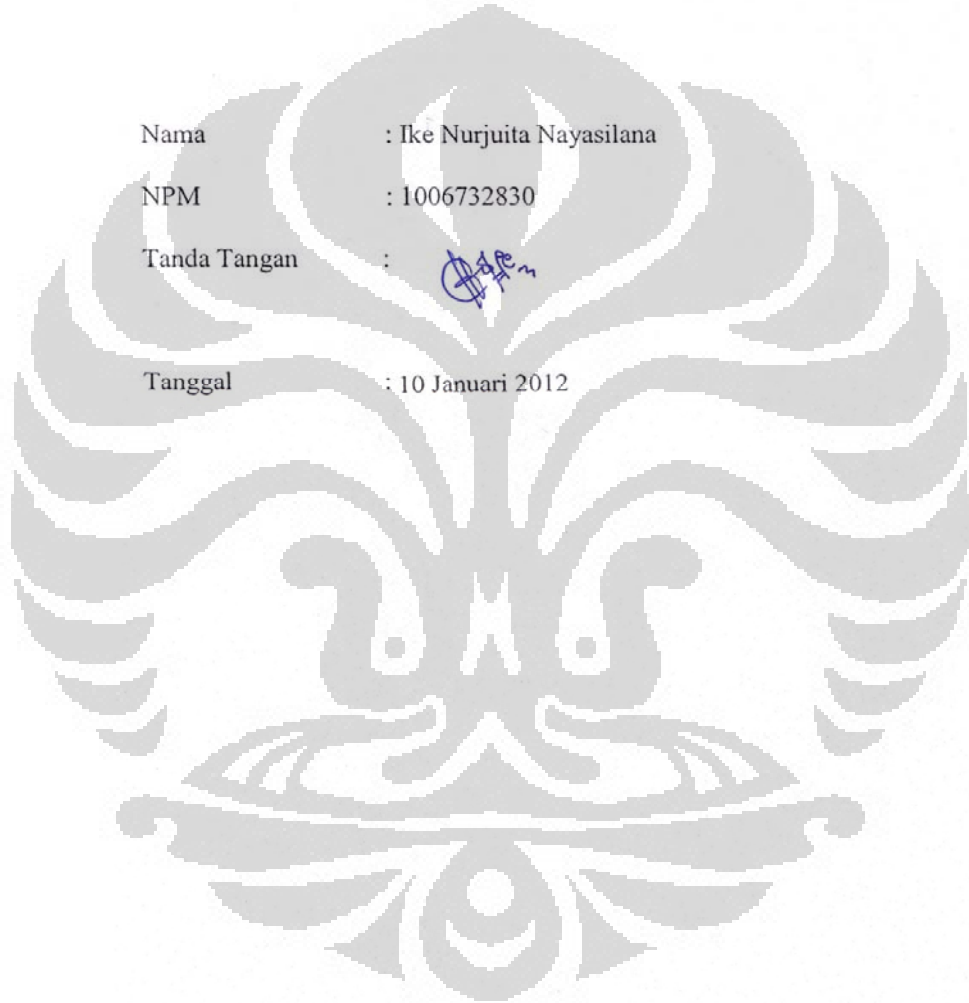 Nama : Ike Nurjuita Nayasilana
NPM : 1006732830
Tanda Tangan :
Tanggal : 10 Januari 2012